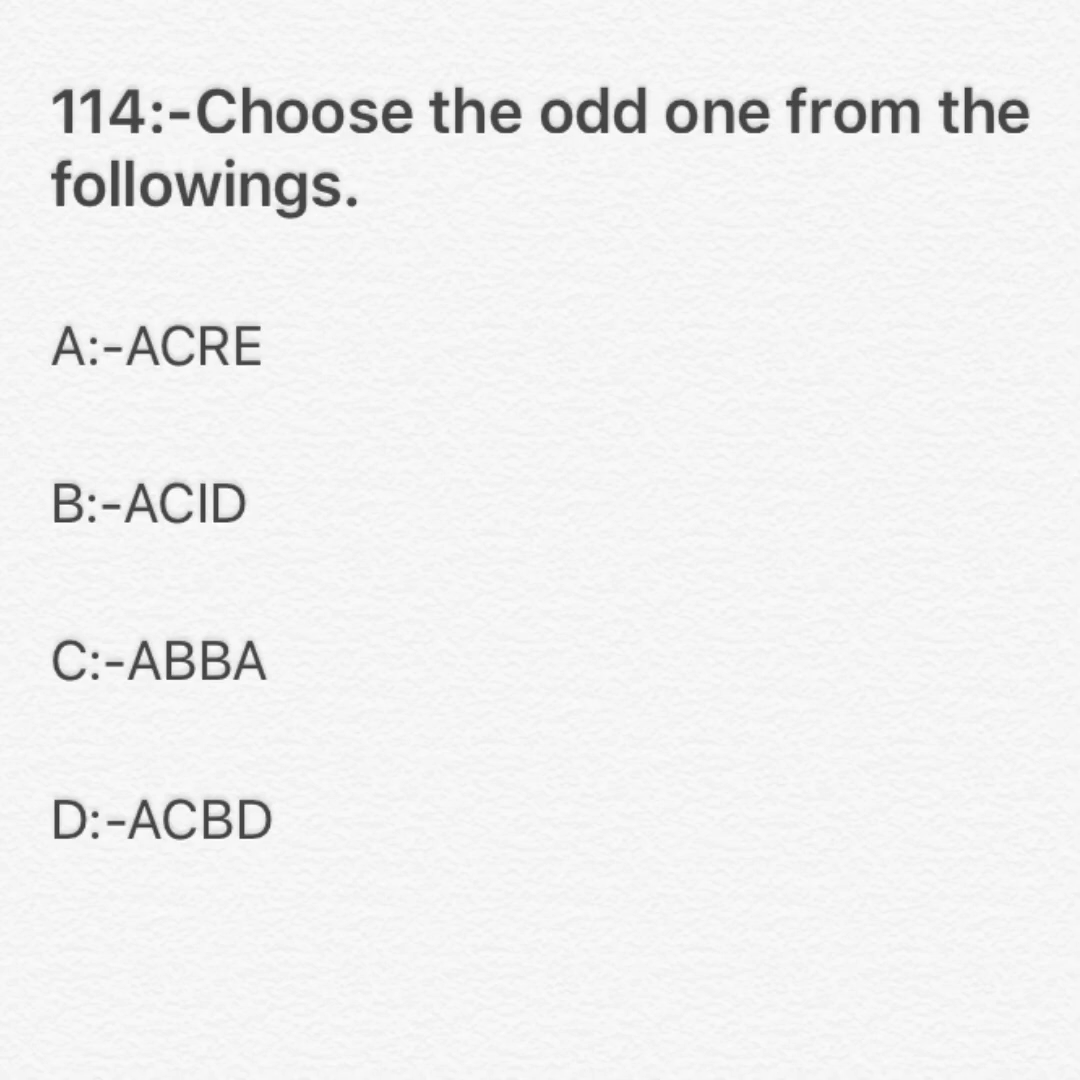 114:-Choose the odd one from the
followings.
A:-ACRE
B:-ACID
C:-ABBA
D:-ACBD